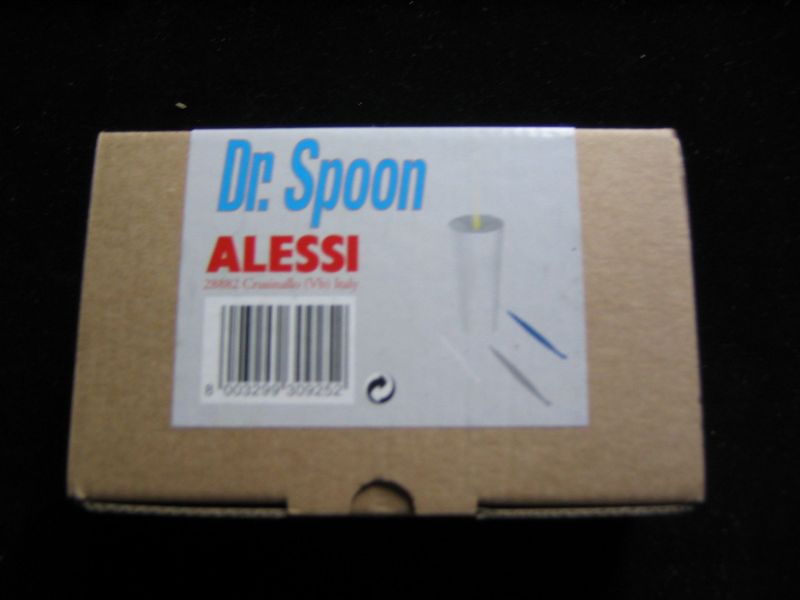 Dr. Spoon
ALESSI
28882 Crusinallo (Vb) Italy
8 003299 309252